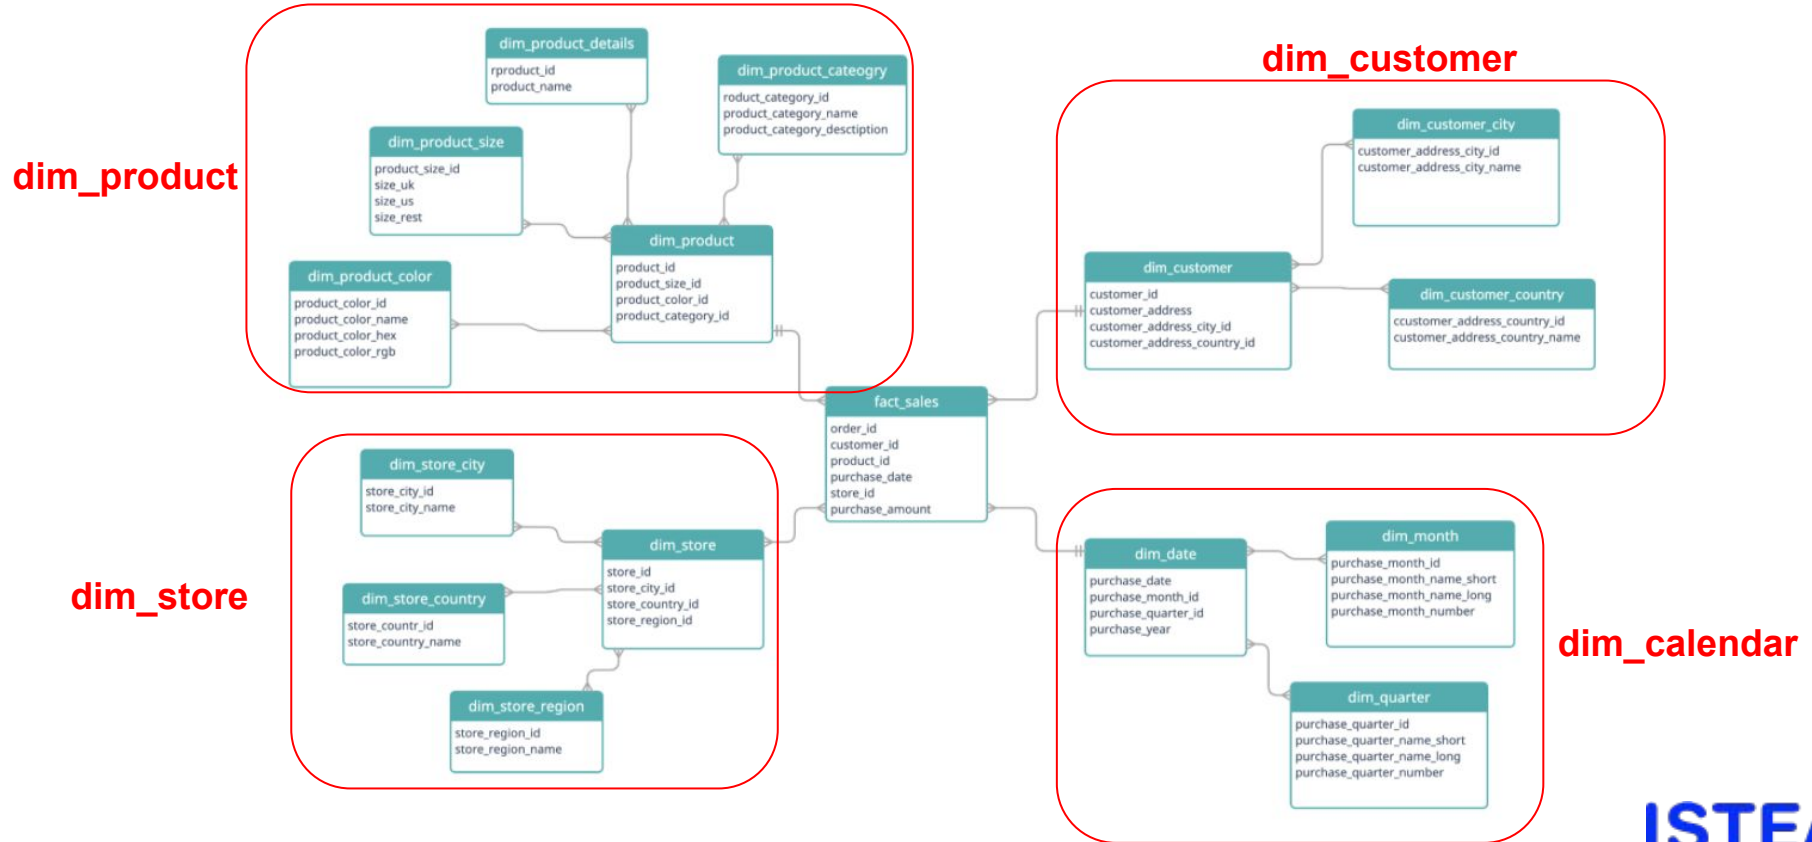 dim_product
dim_product_details
rproduct_id
product_name
dim_product_cateogry
roduct_category_id
product_category_name
product_category_desctiption
dim_product_size
product_size_id
size_uk
size_us
size_rest
dim_product
product_id
product_size_id
product_color_id
product_category_id
dim_product_color
product_color_id
product_color_name
product_color_hex
product_color_rgb
dim_customer
dim_customer_city
customer_address_city_id
customer_address_city_name
dim_customer
customer_id
customer_address
customer_address_city_id
customer_address_country_id
dim_customer_country
ccustomer_address_country_id
customer_address_country_name
fact_sales
order_id
customer_id
product_id
purchase_date
store_id
purchase_amount
dim_store
dim_store_city
store_city_id
store_city_name
dim_store
store_id
store_city_id
store_country_id
store_region_id
dim_store_country
store_countr_id
store_country_name
dim_store_region
store_region_id
store_region_name
dim_date
purchase_date
purchase_month_id
purchase_quarter_id
purchase_year
dim_month
purchase_month_id
purchase_month_name_short
purchase_month_name_long
purchase_month_number
dim_calendar
dim_quarter
purchase_quarter_id
purchase_quarter_name_short
purchase_quarter_name_long
purchase_quarter_number
ISTEA